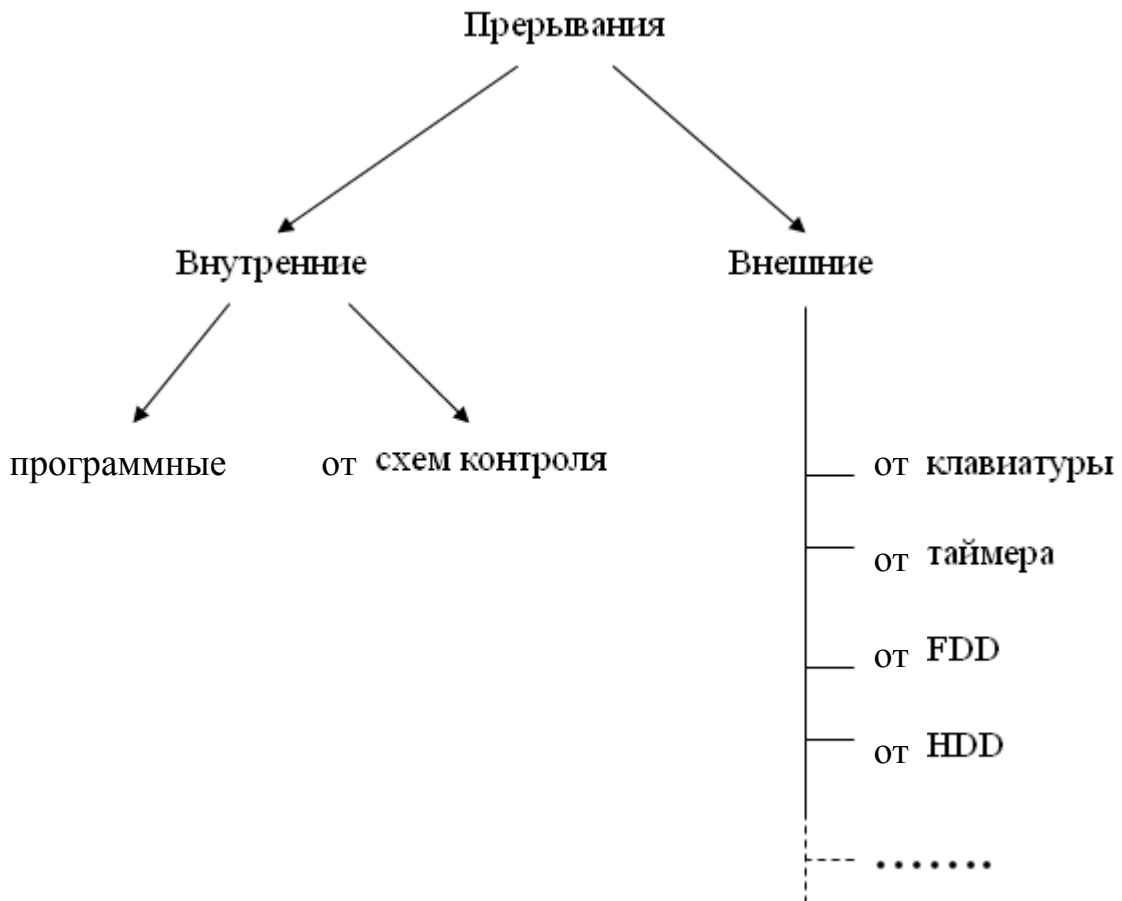 Прерывания
Внутренние
Внешние
программные
от схем контроля
от клавиатуры
от таймера
от FDD
от HDD
.......